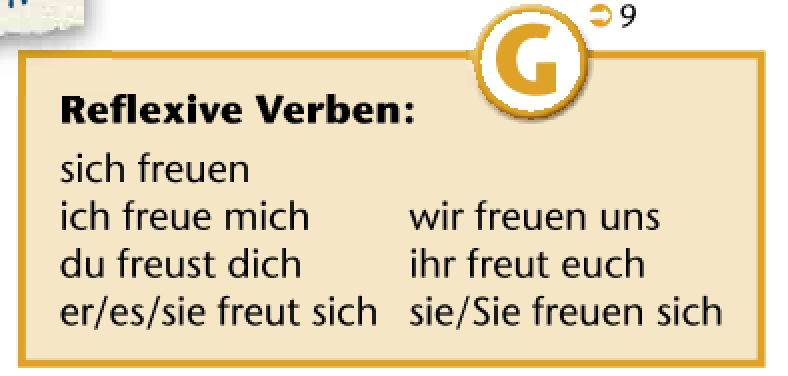 ➲ 9
G
Reflexive Verben:
sich freuen
ich freue mich wir freuen uns
du freust dich ihr freut euch
er/es/sie freut sich sie/Sie freuen sich